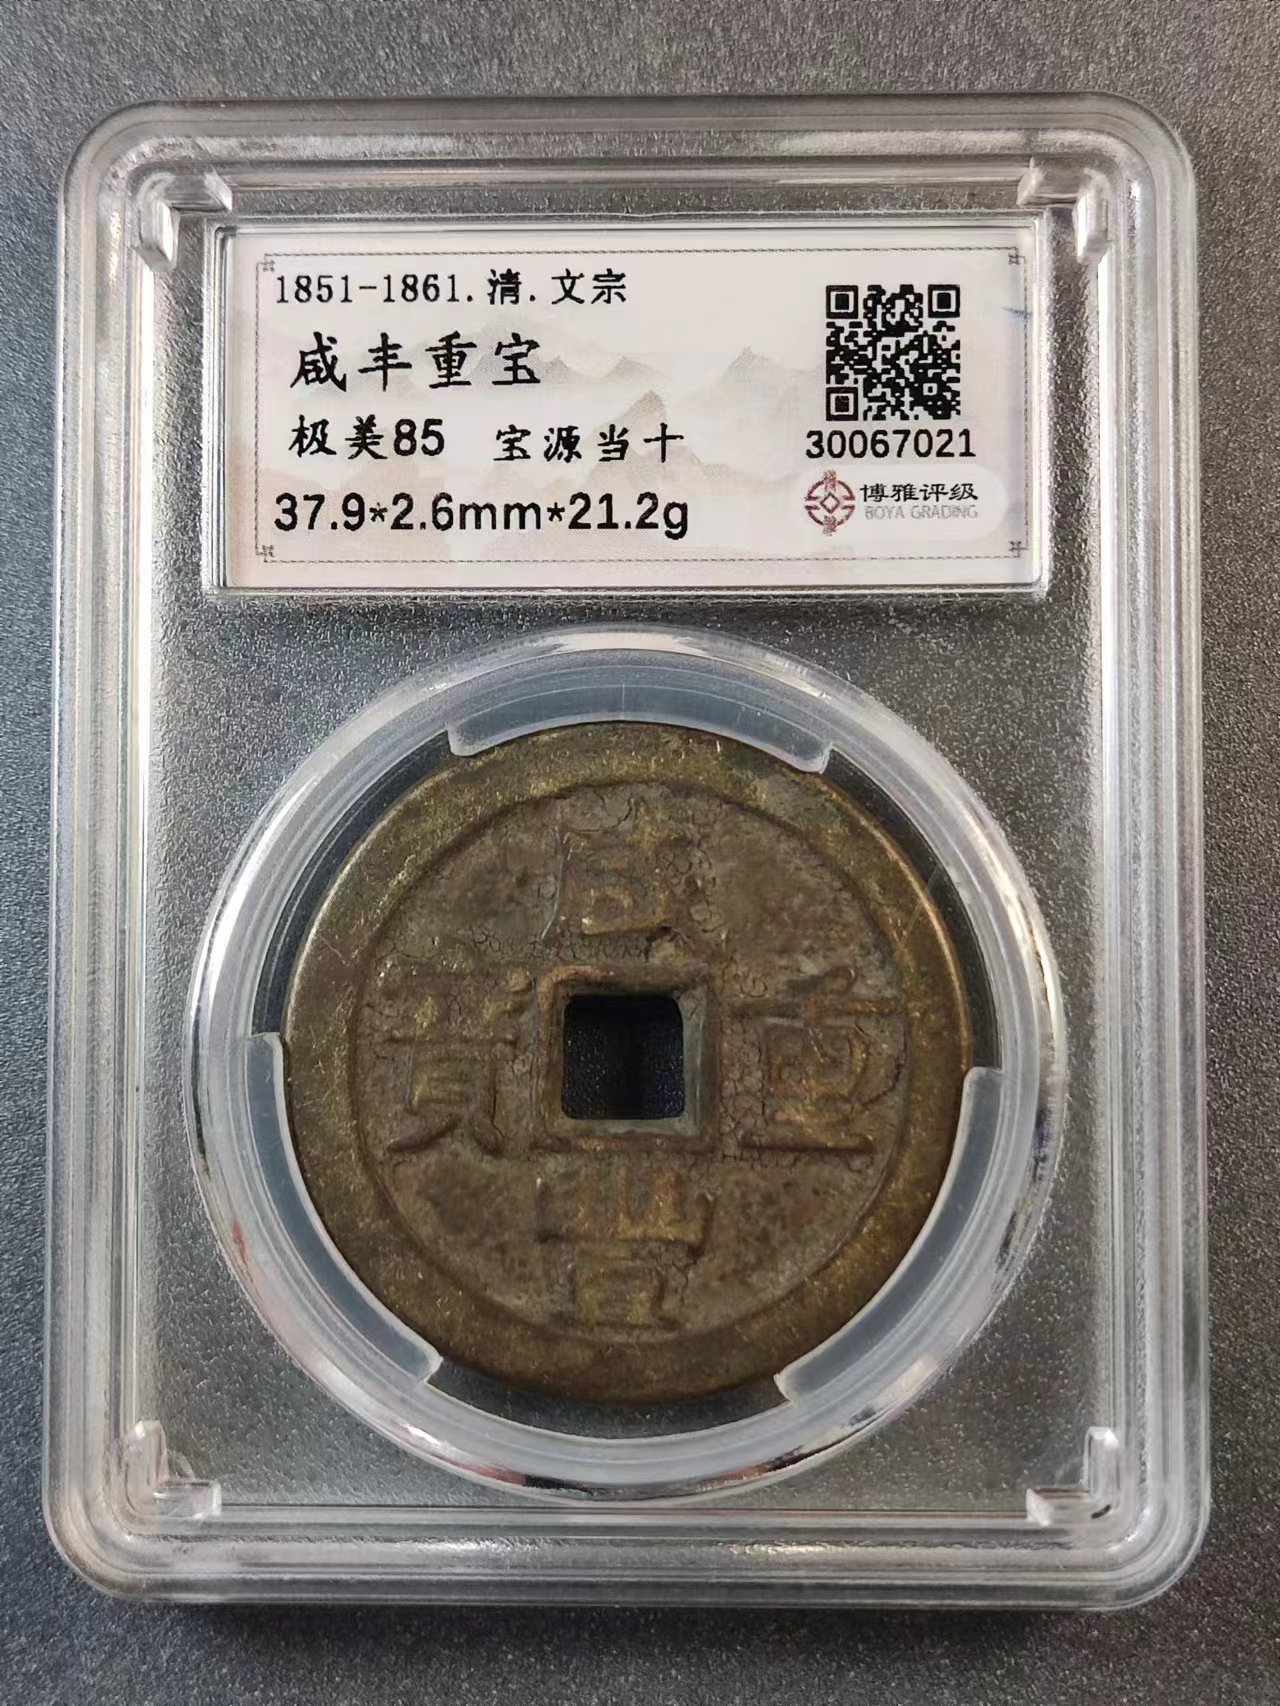 1851-1861.清.文宗
咸丰重宝
极美85 宝源当十
37.9*2.6mm*21.2g
30067021
博雅评级
BOYA GRADING
咸
寶 重
豐